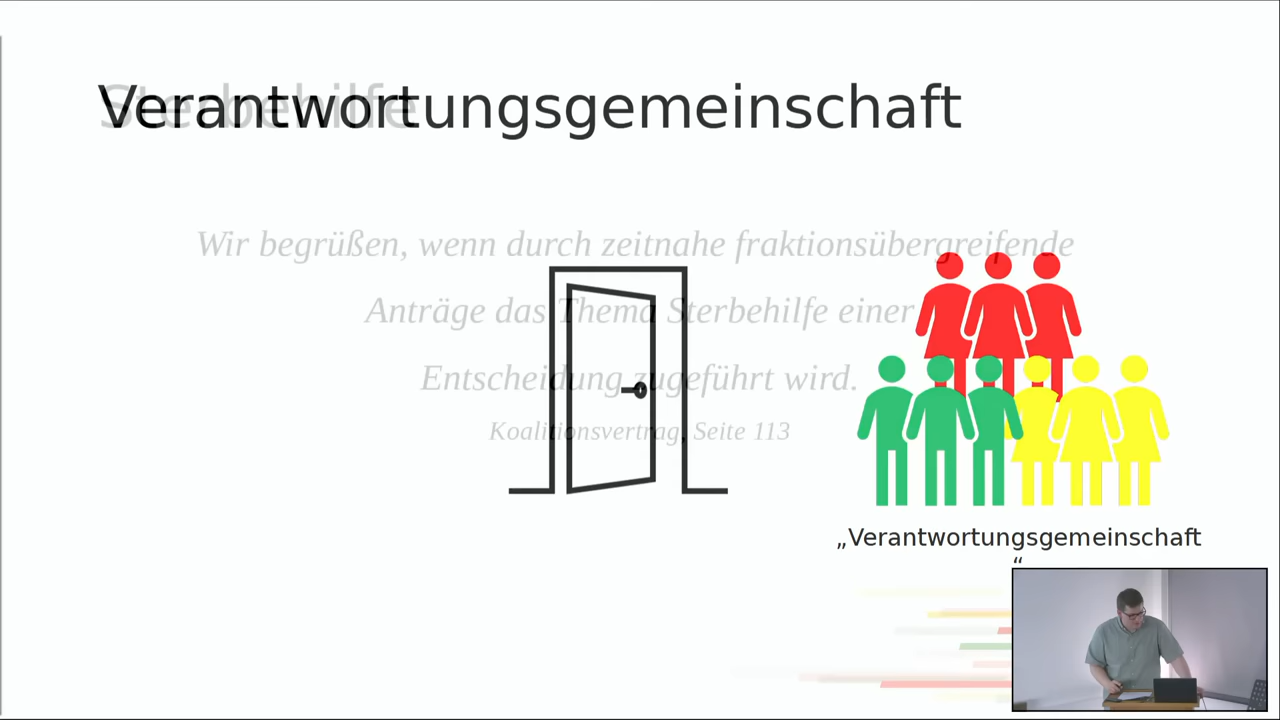 Sterbehilfe
Verantwortungsgemeinschaft
Wir begrüßen, wenn durch zeitnahe fraktionsübergreifende
Anträge das Thema Sterbehilfe einer
Entscheidung zugeführt wird.
Koalitionsvertrag, Seite 113
„Verantwortungsgemeinschaft
“